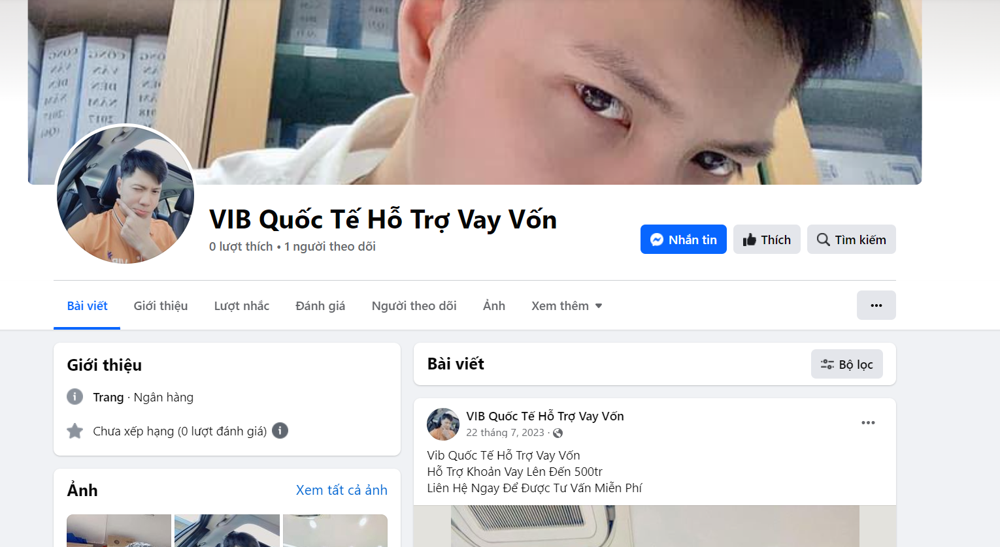 VIB Quốc Tế Hỗ Trợ Vay Vốn
0 lượt thích • 1 người theo dõi
Nhắn tin
Thích
Tìm kiếm
Bài viết
Giới thiệu
Lượt nhắc
Đánh giá
Người theo dõi
Ảnh
Xem thêm
Giới thiệu
Trang · Ngân hàng
Chưa xếp hạng (0 lượt đánh giá)
Ảnh
Xem tất cả ảnh
Bài viết
Bộ lọc
VIB Quốc Tế Hỗ Trợ Vay Vốn
22 tháng 7, 2023 ·
Vib Quốc Tế Hỗ Trợ Vay Vốn
Hỗ Trợ Khoản Vay Lên Đến 500tr
Liên Hệ Ngay Để Được Tư Vấn Miễn Phí